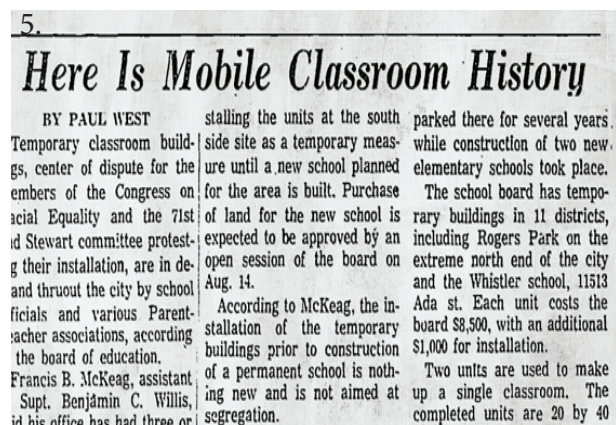 5.
Here Is Mobile Classroom History
BY PAUL WEST
Temporary classroom build-
gs, center of dispute for the
embers of the Congress on
acial Equality and the 71st
d Stewart committee protest-
g their installation, are in de-
and thruout the city by school
ficials and various Parent-
eacher associations, according
the board of education.
Francis B. McKeag, assistant
Supt. Benjamin C. Willis,
id his office has had three or
stalling the units at the south
side site as a temporary meas-
ure until a new school planned
for the area is built. Purchase
of land for the new school is
expected to be approved by an
open session of the board on
Aug. 14.
According to McKeag, the in-
stallation of the temporary
buildings prior to construction
of a permanent school is noth-
ing new and is not aimed at
segregation.
parked there for several years
while construction of two new
elementary schools took place.
The school board has tempo-
rary buildings in 11 districts,
including Rogers Park on the
extreme north end of the city
and the Whistler school, 11513
Ada st. Each unit costs the
board $8,500, with an additional
$1,000 for installation.
Two units are used to make
up a single classroom. The
completed units are 20 by 40